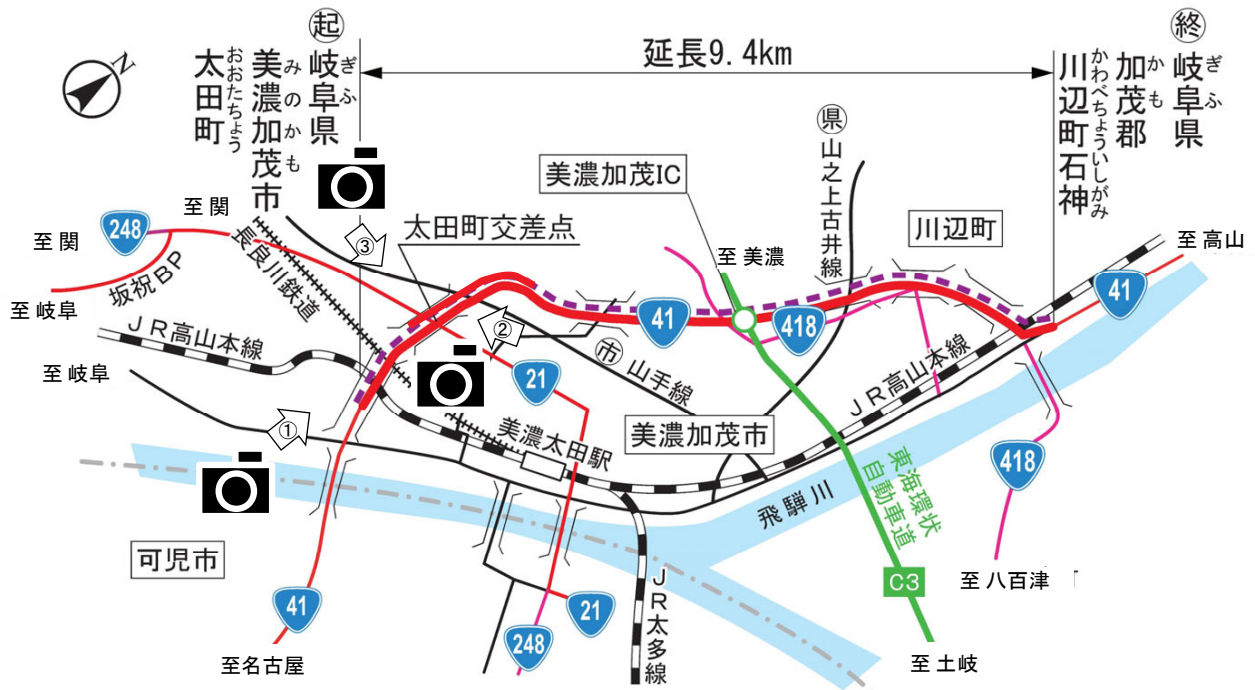 起
岐阜県
ぎふ
美濃加茂市
みのかも
太田町
おおたちょう
延長9.4km
終
岐阜県
ぎふ
加茂郡
かも
川辺町石神
かわべちょういしがみ
N
県
山之上古井線
美濃加茂IC
川辺町
太田町交差点
至 関
248
至 関
至 美濃
至 高山
長良川鉄道
③
坂祝BP
至 岐阜
41
41
418
JR高山本線
②
市
山手線
JR高山本線
至 岐阜
21
①
美濃太田駅
美濃加茂市
418
東海環状
自動車道
飛騨川
可児市
C3
至 八百津
JR太多線
41
21
248
至名古屋
至 土岐